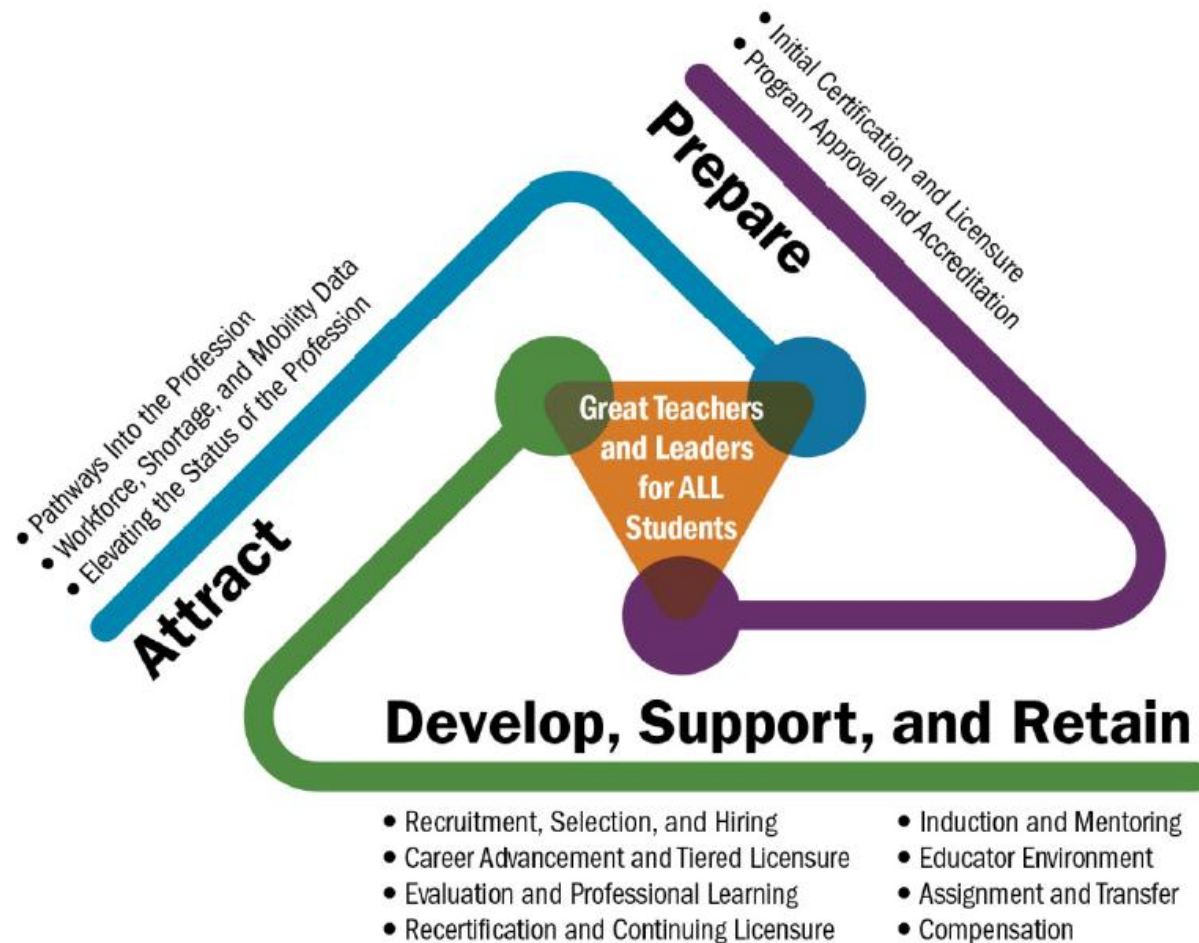 • Pathways Into the Profession
• Workforce, Shortage, and Mobility Data
• Elevating the Status of the Profession
Attract
• Initial Certification and Licensure
• Program Approval and Accreditation
Prepare
Great Teachers
and Leaders
for ALL
Students
Develop, Support, and Retain
• Recruitment, Selection, and Hiring
• Career Advancement and Tiered Licensure
• Evaluation and Professional Learning
• Recertification and Continuing Licensure
• Induction and Mentoring
• Educator Environment
• Assignment and Transfer
• Compensation